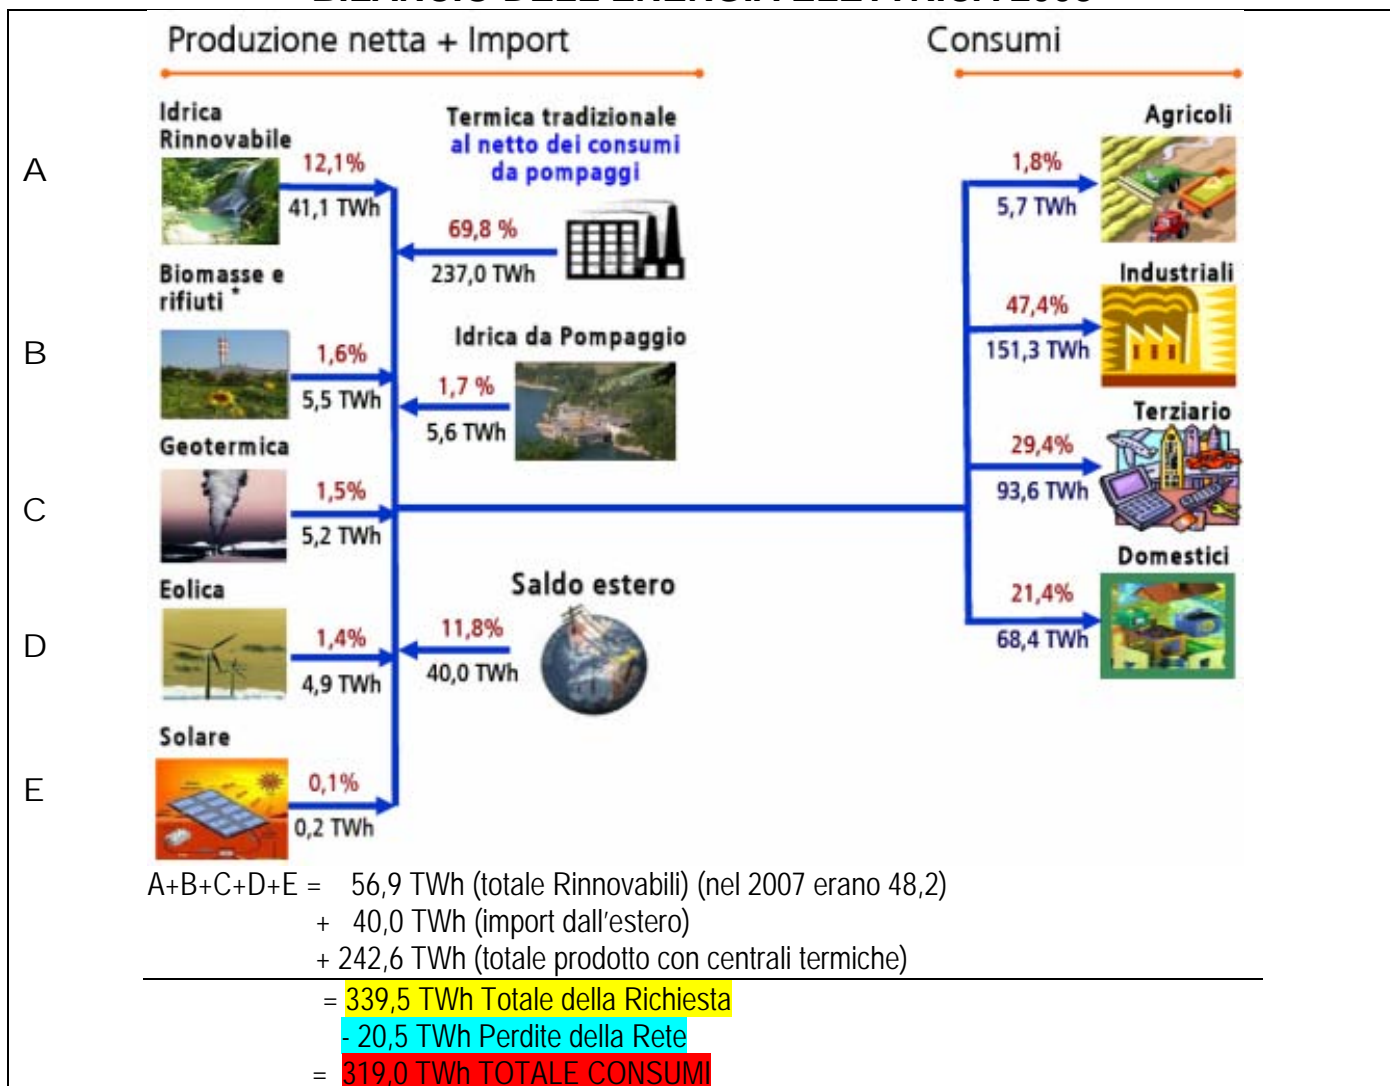 Produzione netta + Import
Consumi
A
Idrica
Rinnovabile
12,1%
41,1 TWh
Termica tradizionale
al netto dei consumi
da pompaggi
69,8 %
237,0 TWh
Agricoli
1,8%
5,7 TWh
B
Biomasse e
rifiuti *
1,6%
5,5 TWh
Idrica da Pompaggio
1,7 %
5,6 TWh
Industriali
47,4%
151,3 TWh
C
Geotermica
1,5%
5,2 TWh
Terziario
29,4%
93,6 TWh
D
Eolica
1,4%
4,9 TWh
Saldo estero
11,8%
40,0 TWh
Domestici
21,4%
68,4 TWh
E
Solare
0,1%
0,2 TWh
A+B+C+D+E = 56,9 TWh (totale Rinnovabili) (nel 2007 erano 48,2)
+ 40,0 TWh (import dall'estero)
+ 242,6 TWh (totale prodotto con centrali termiche)
= 339,5 TWh Totale della Richiesta
- 20,5 TWh Perdite della Rete
= 319,0 TWh TOTALE CONSUMI